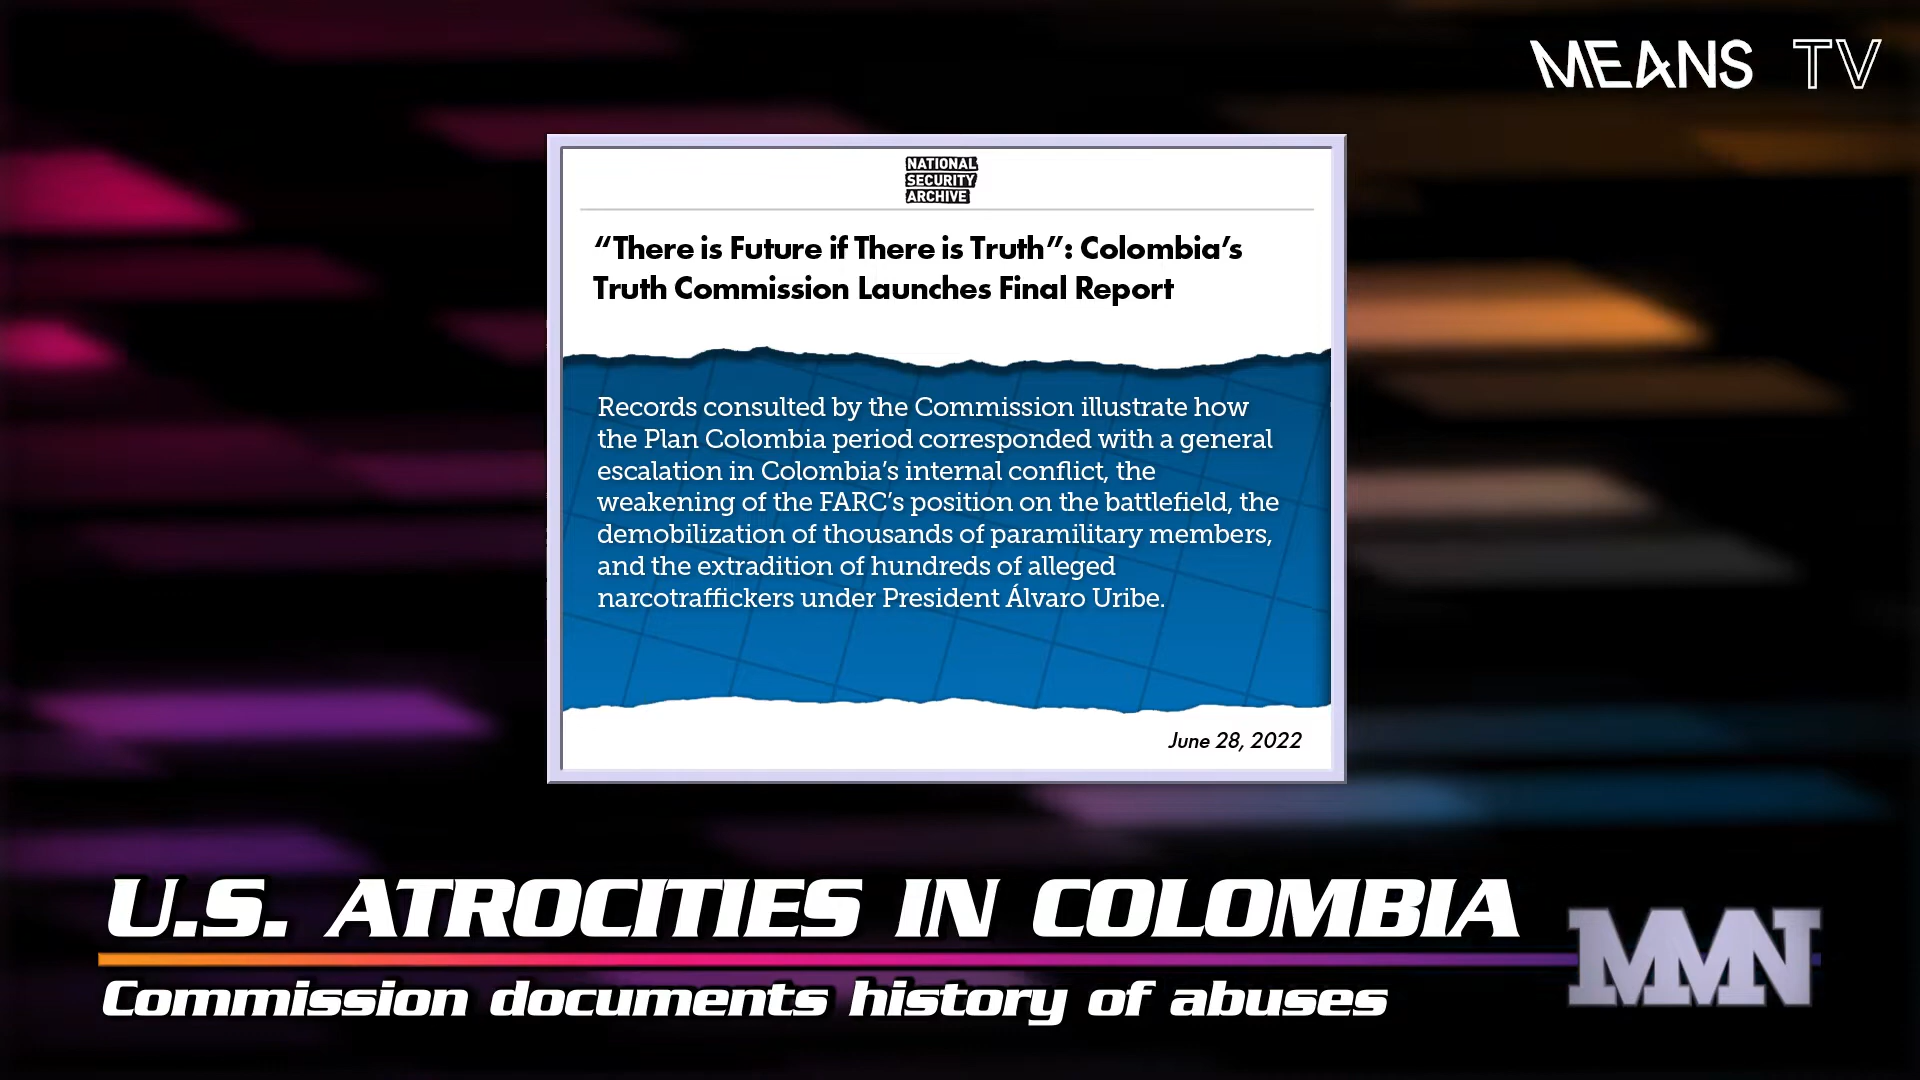 MEANS TV
NATIONAL
SECURITY
ARCHIVE
“There is Future if There is Truth”: Colombia’s
Truth Commission Launches Final Report
Records consulted by the Commission illustrate how
the Plan Colombia period corresponded with a general
escalation in Colombia’s internal conflict, the
weakening of the FARC’s position on the battlefield, the
demobilization of thousands of paramilitary members,
and the extradition of hundreds of alleged
narcotraffickers under President Álvaro Uribe.
June 28, 2022
U.S. ATROCITIES IN COLOMBIA
Commission documents history of abuses
MMN